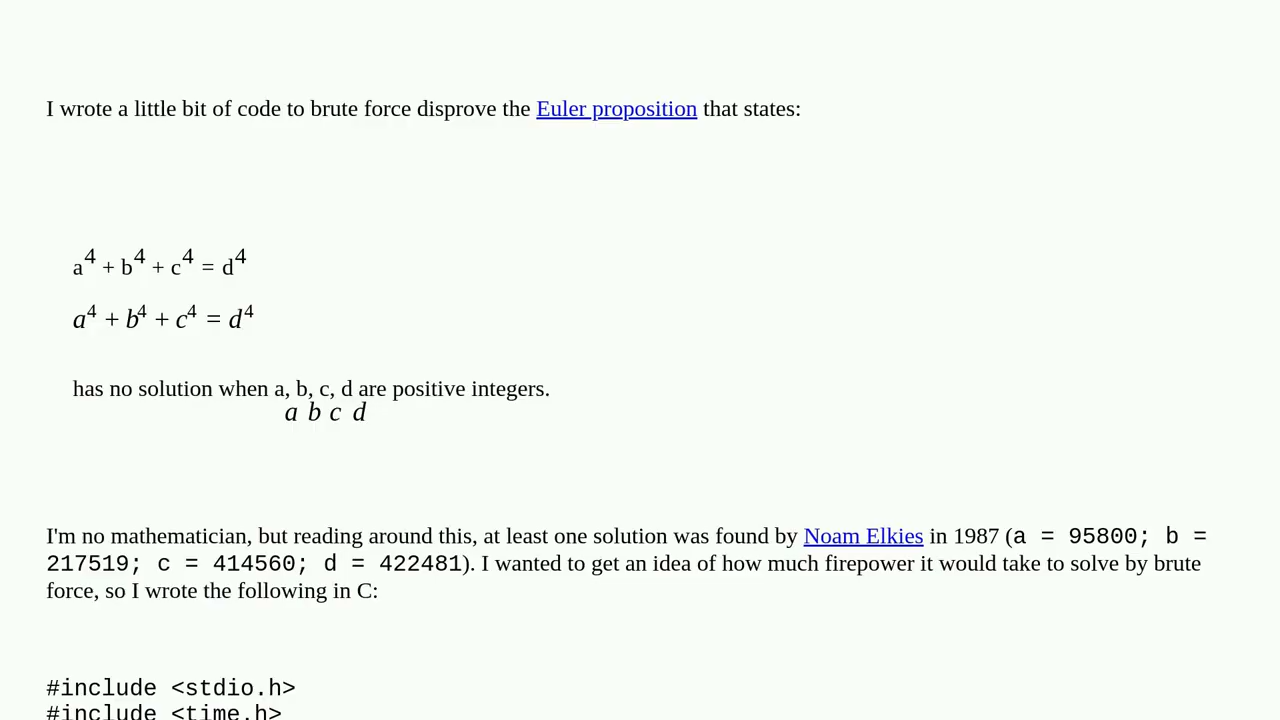 I wrote a little bit of code to brute force disprove the Euler proposition that states:
a⁴ + b⁴ + c⁴ = d⁴
a⁴ + b⁴ + c⁴ = d⁴
has no solution when a, b, c, d are positive integers.
a b c d
I'm no mathematician, but reading around this, at least one solution was found by Noam Elkies in 1987 (a = 95800; b =
217519; c = 414560; d = 422481). I wanted to get an idea of how much firepower it would take to solve by brute
force, so I wrote the following in C:
#include <stdio.h>
#include <time.h>